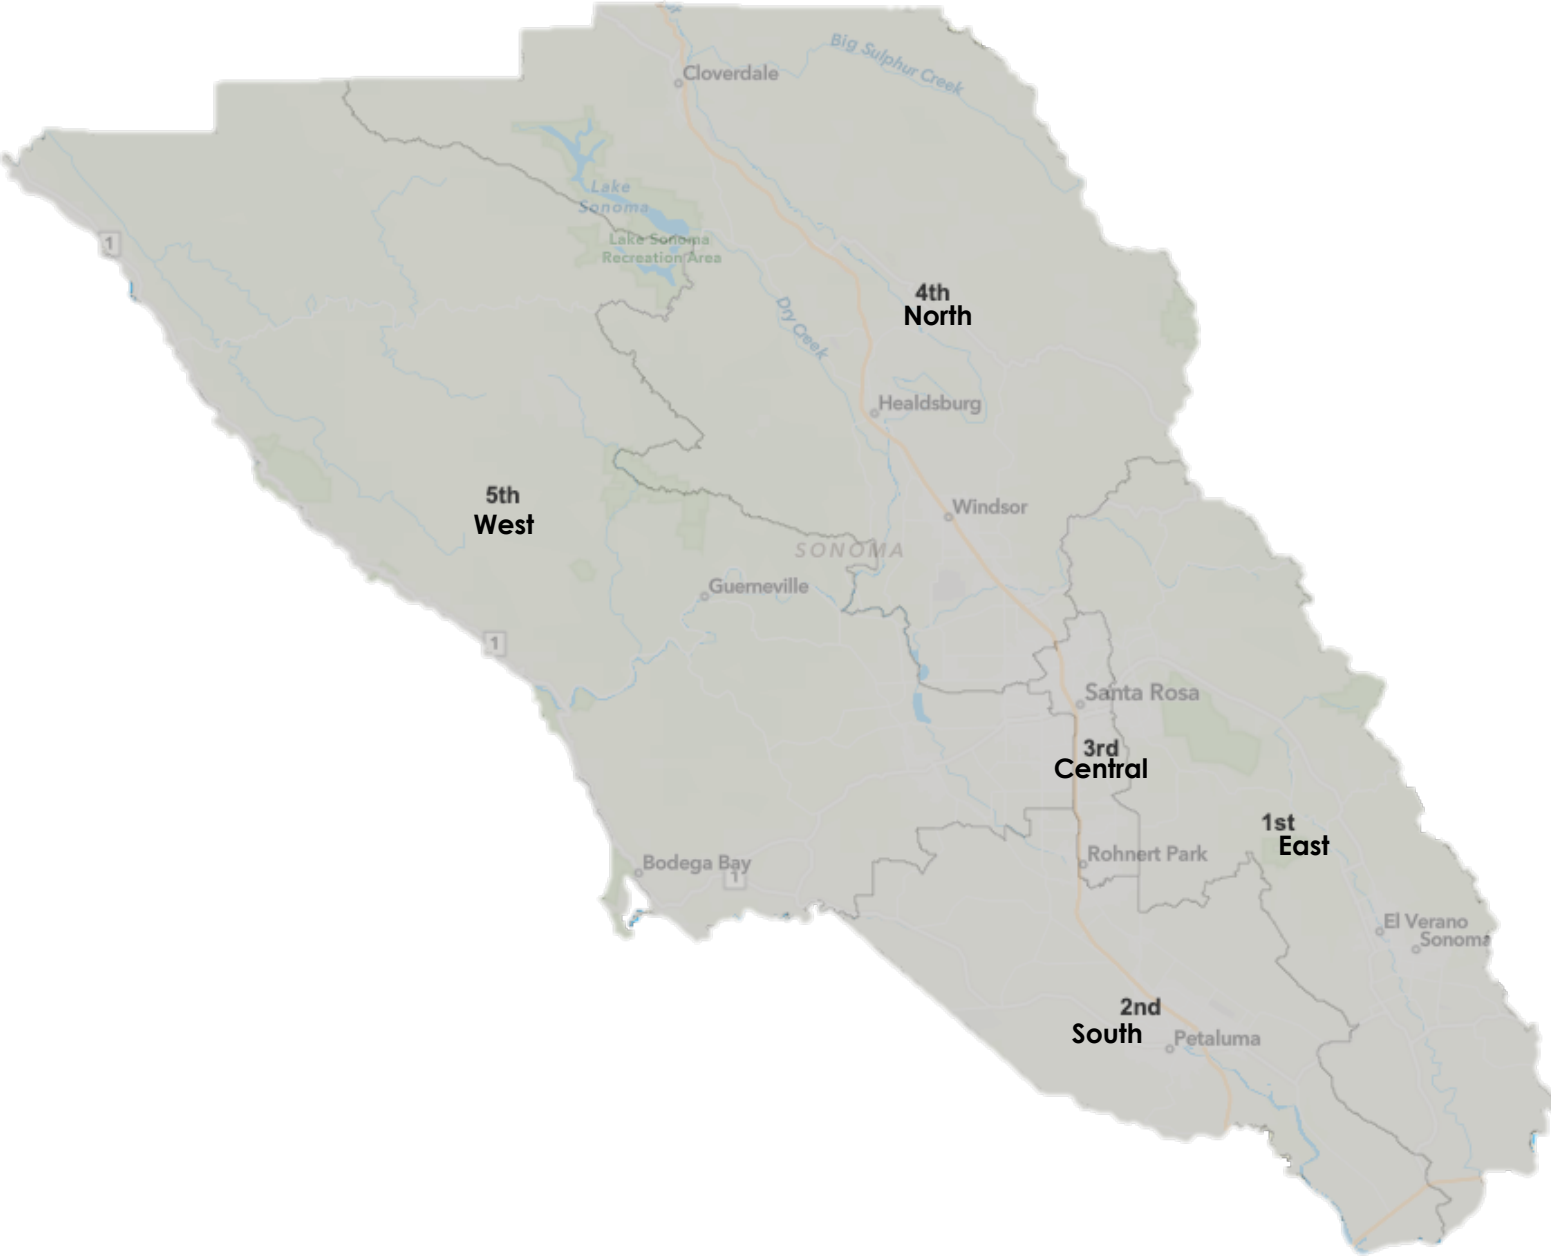 Big Sulphur Creek
Cloverdale
Lake
Sonoma
1
Lake Sonoma
Recreation Area
4th
North
Dry Creek
Healdsburg
5th
West
Windsor
SONOMA
Guerneville
1
Santa Rosa
3rd
Central
1st
East
Rohnert Park
Bodega Bay
1
El Verano
Sonoma
2nd
South
Petaluma